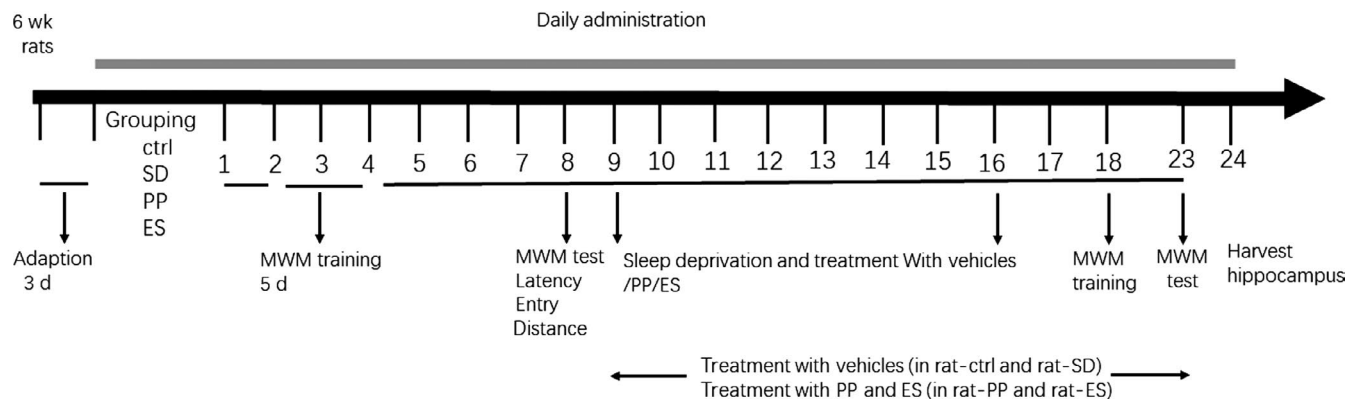 6 wk
rats
Daily administration
Grouping
ctrl
SD
PP
ES
1 2 3 4 5 6 7 8 9 10 11 12 13 14 15 16 17 18 23 24
Adaption
3 d
MWM training
5 d
MWM test
Latency
Entry
Distance
Sleep deprivation and treatment With vehicles
/PP/ES
MWM
training
MWM
test
Harvest
hippocampus
Treatment with vehicles (in rat-ctrl and rat-SD)
Treatment with PP and ES (in rat-PP and rat-ES)